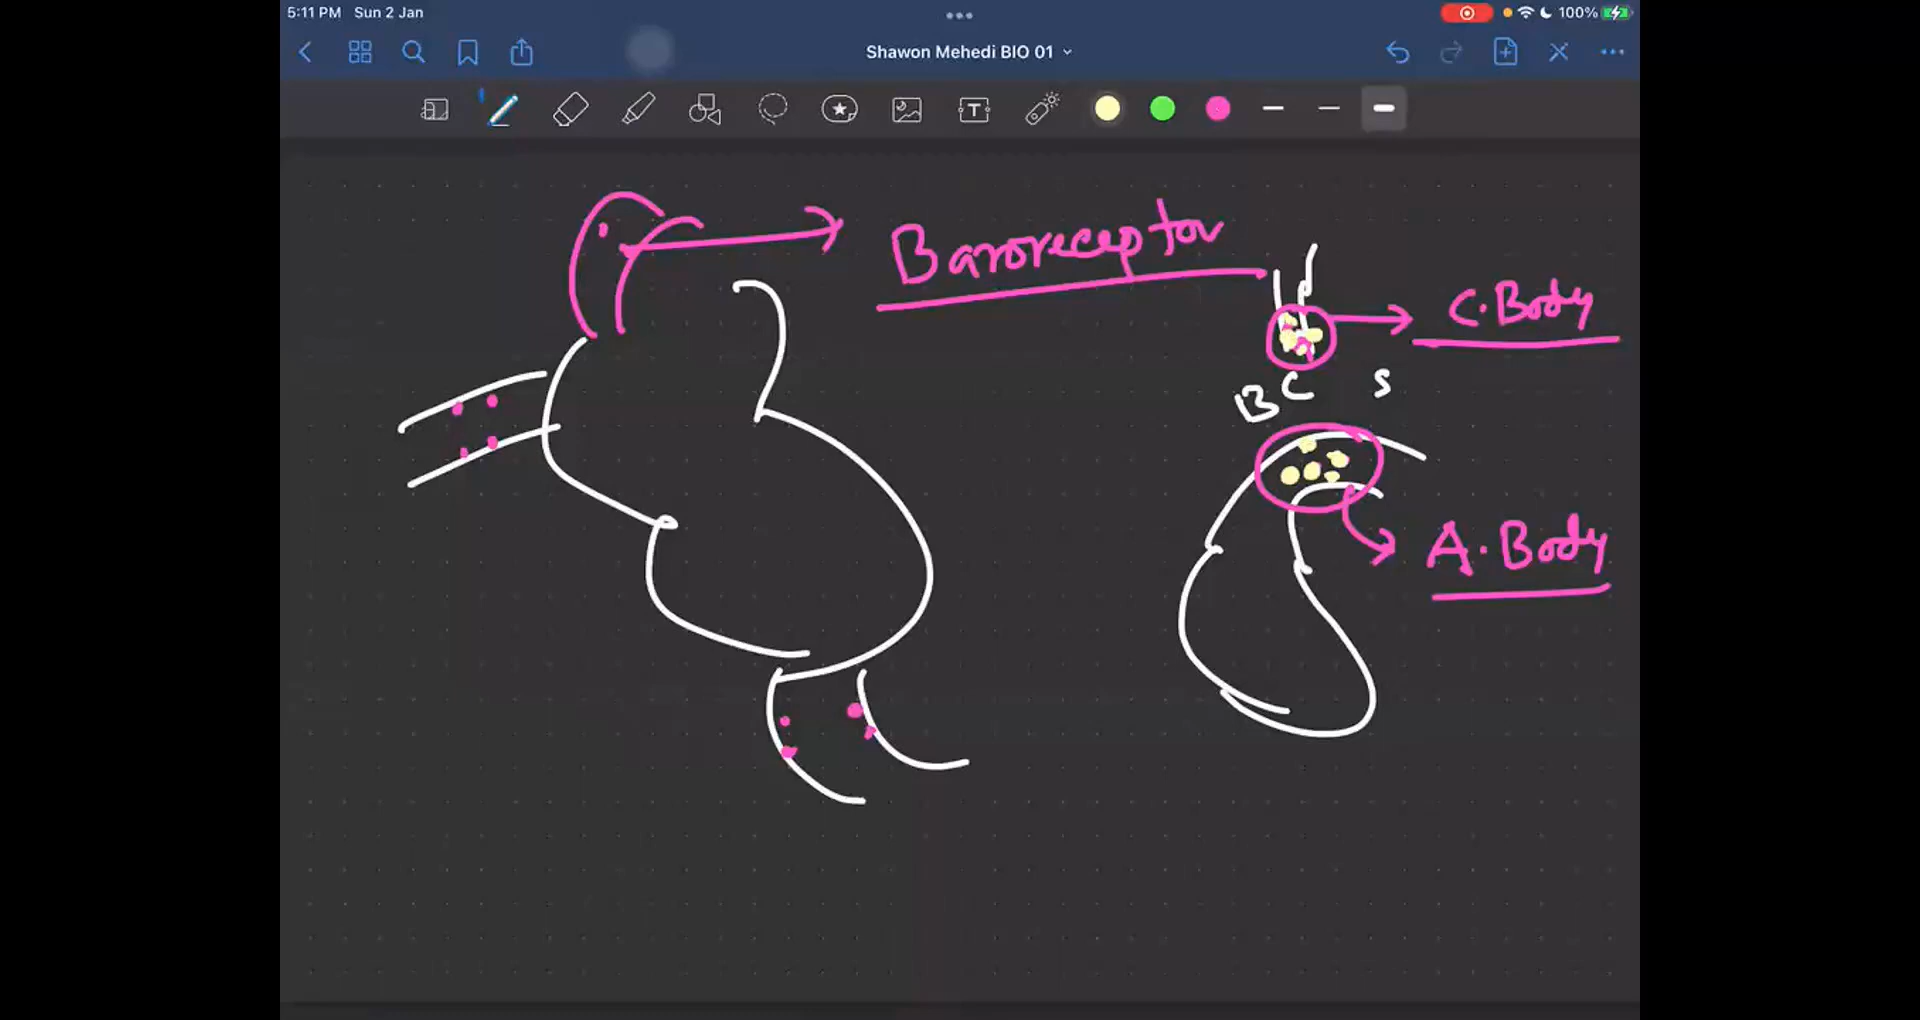 5:11 PM Sun 2 Jan
100%
Shawon Mehedi BIO 01
T
Baroreceptor
C. Body
B C S
A. Body